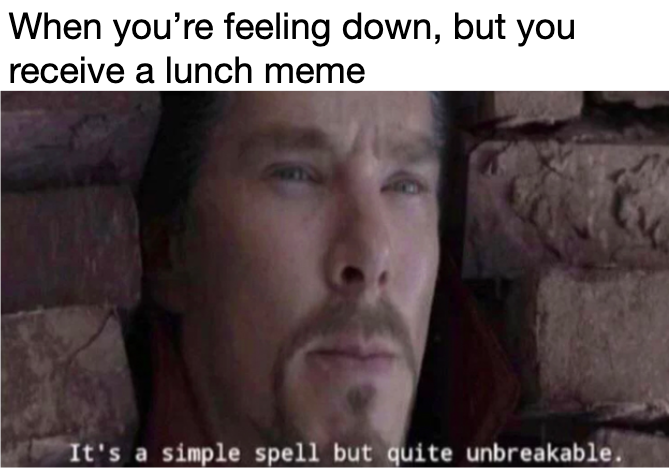 When you’re feeling down, but you
receive a lunch meme
It's a simple spell but quite unbreakable.